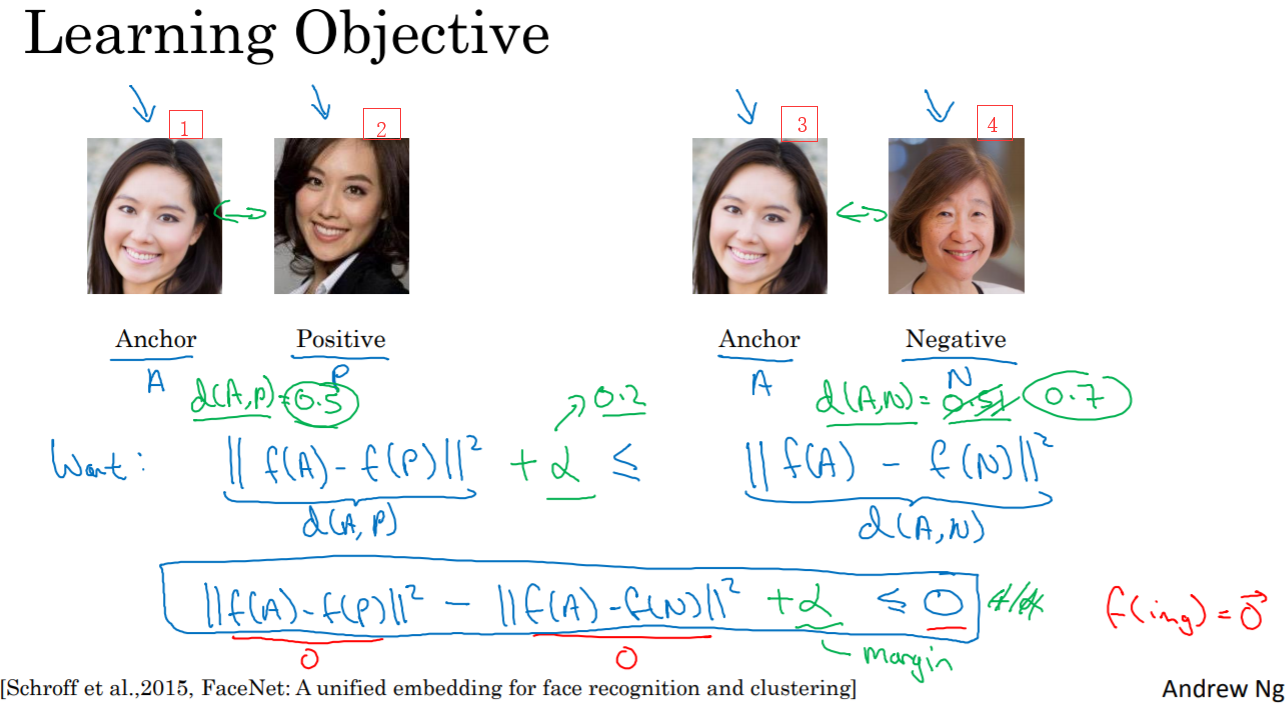 Learning Objective
1 2 3 4
Anchor Positive Anchor Negative
A P A N
d(A,P)=0.5 0.2 d(A,N)= 0.51 0.7
Want: || f(A) - f(P)||² + α ≤ || f(A) - f(N)||²
d(A,P) d(A,N)
||f(A)-f(P)||² - ||f(A)-f(N)||² + α ≤ 0 f(img)=0⃗
0 0 margin
[Schroff et al.,2015, FaceNet: A unified embedding for face recognition and clustering] Andrew Ng